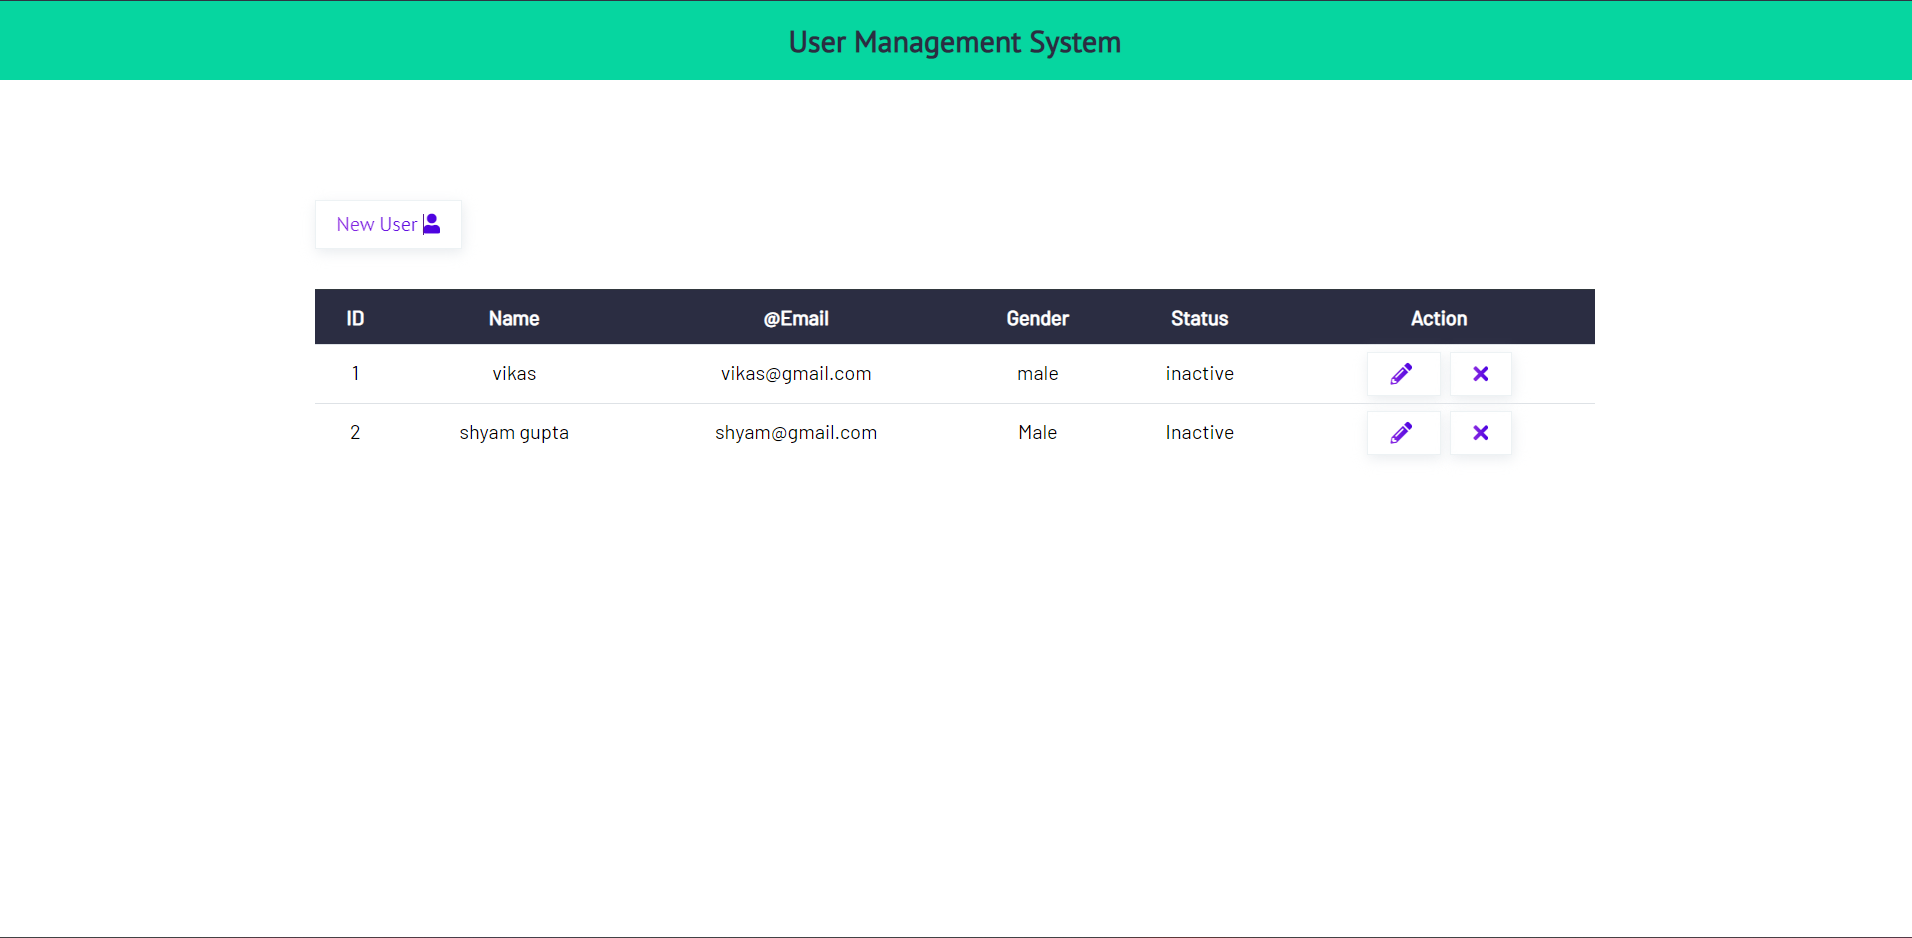 User Management System
New User
ID Name @Email Gender Status Action
1 vikas vikas@gmail.com male inactive
2 shyam gupta shyam@gmail.com Male Inactive